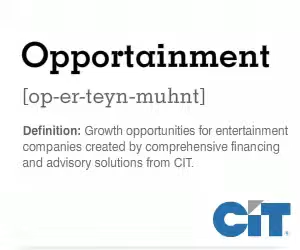 Opportainment
[op-er-teyn-muhnt]
Definition: Growth opportunities for entertainment
companies created by comprehensive financing
and advisory solutions from CIT.
CIT